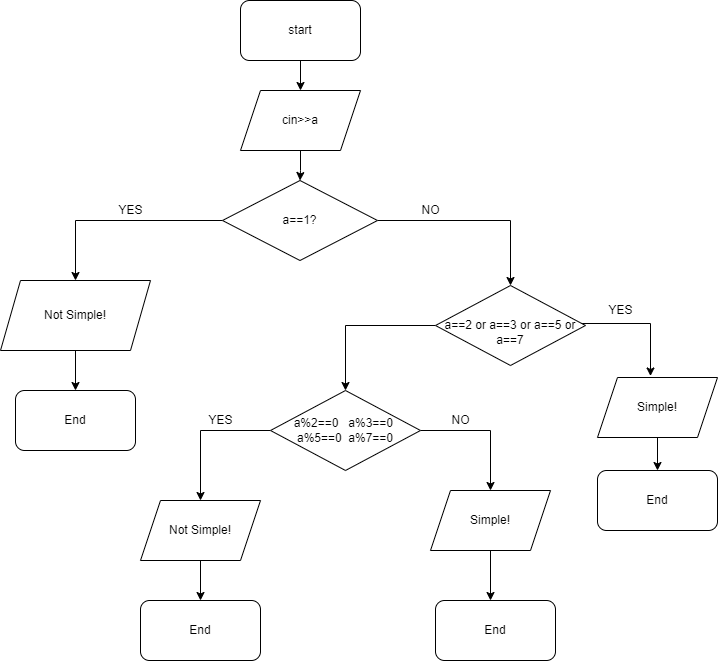 start
cin>>a
YES
a==1?
NO
Not Simple!
End
a==2 or a==3 or a==5 or
a==7
YES
Simple!
End
YES
a%2==0 a%3==0
a%5==0 a%7==0
NO
Not Simple!
Simple!
End
End